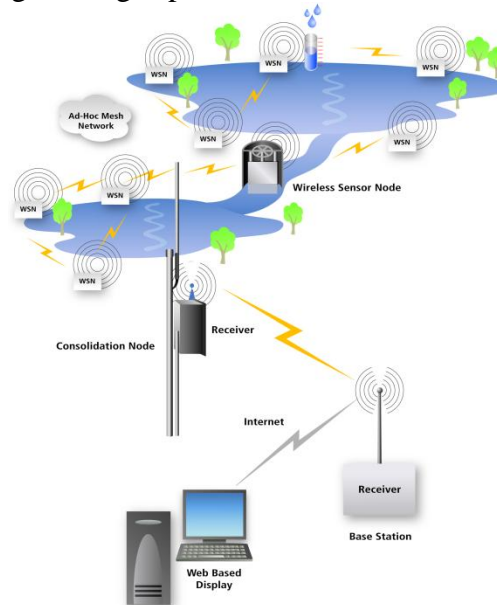 WSN
WSN
WSN
Ad-Hoc Mesh
Network
WSN
WSN
Wireless Sensor Node
WSN
WSN
WSN
Receiver
Consolidation Node
Internet
Receiver
Base Station
Web Based
Display